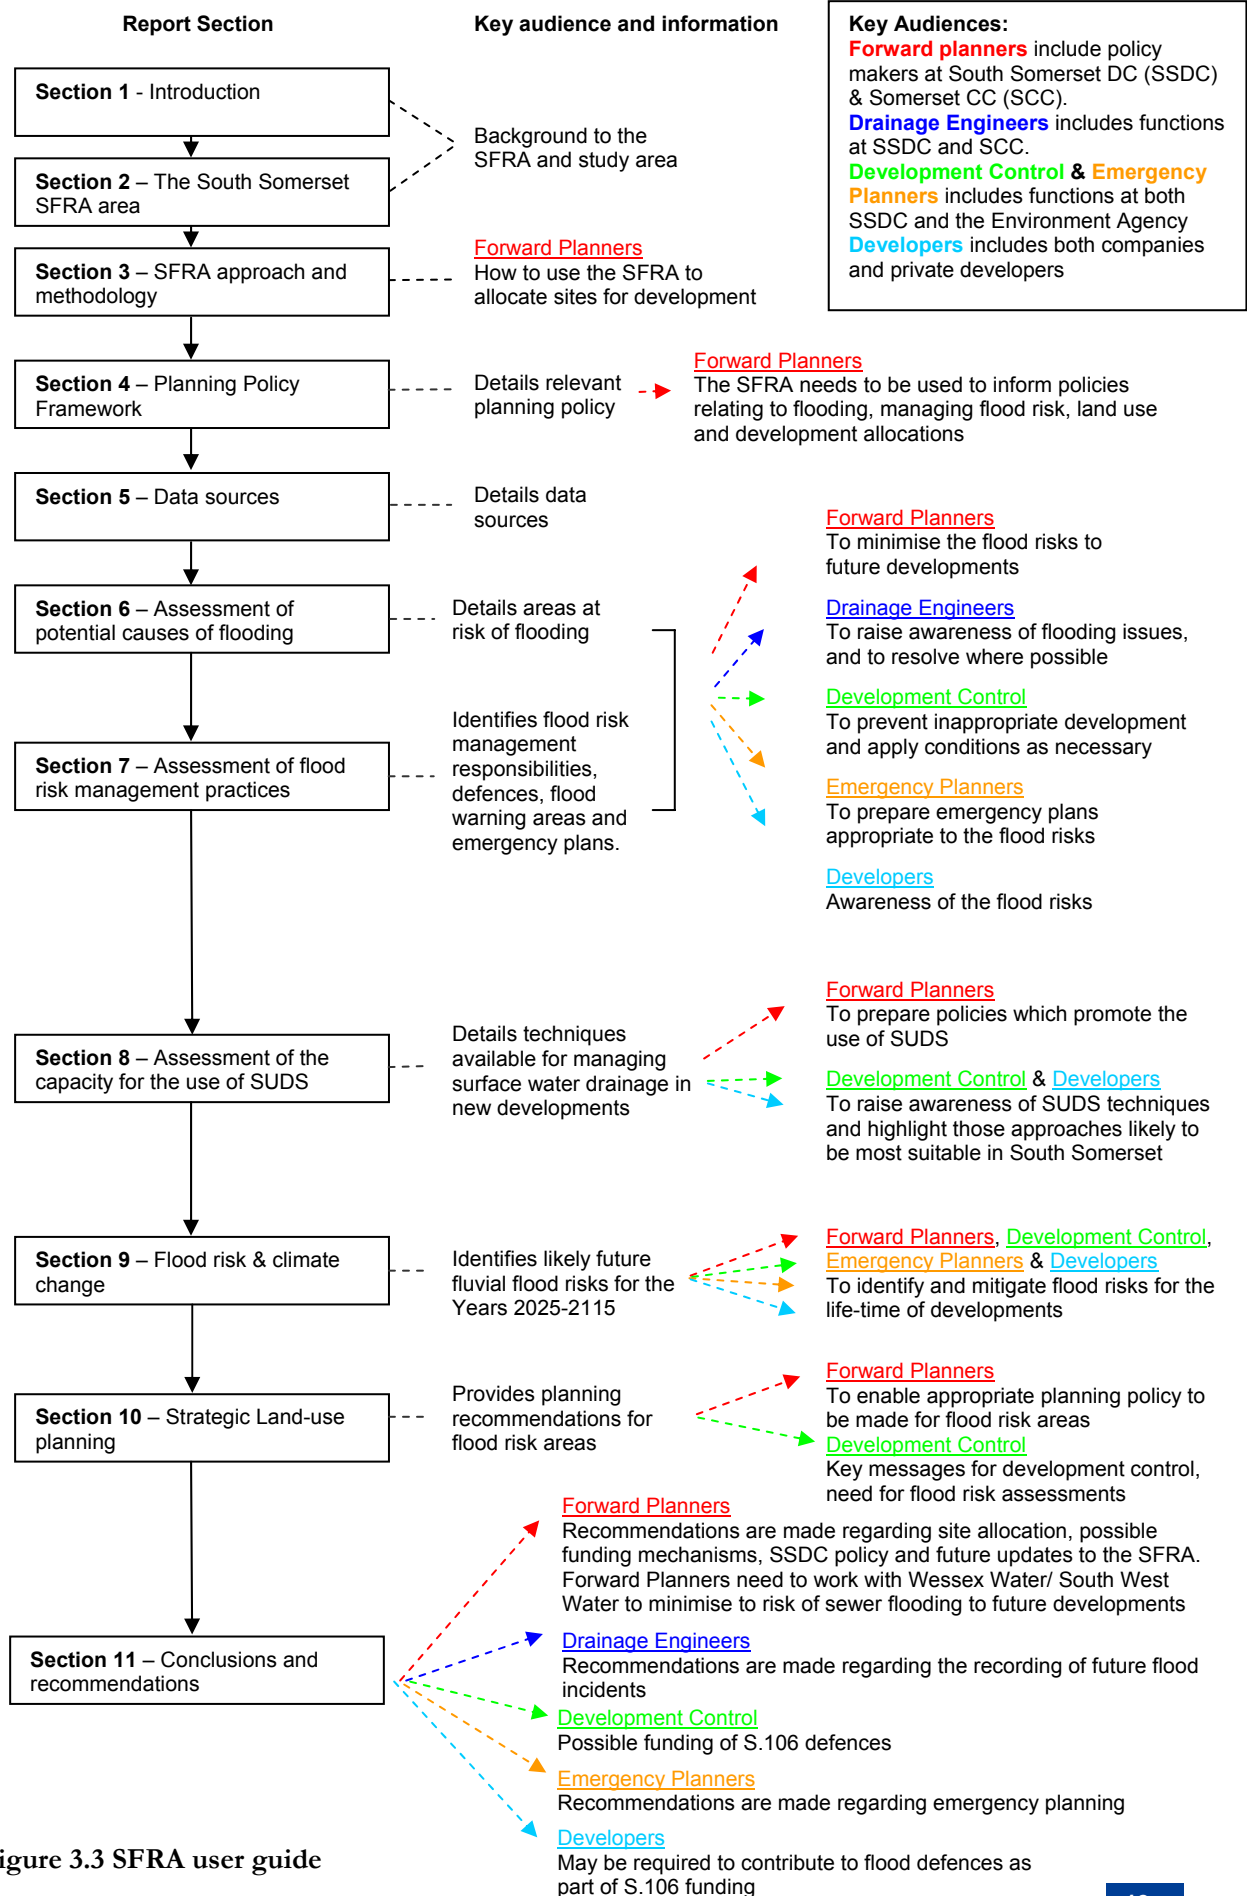 Report Section
Key audience and information
Key Audiences:
Forward planners include policy
makers at South Somerset DC (SSDC)
& Somerset CC (SCC).
Drainage Engineers includes functions
at SSDC and SCC.
Development Control & Emergency
Planners includes functions at both
SSDC and the Environment Agency
Developers includes both companies
and private developers
Section 1 - Introduction
Background to the
SFRA and study area
Section 2 – The South Somerset
SFRA area
Section 3 – SFRA approach and
methodology
Forward Planners
How to use the SFRA to
allocate sites for development
Section 4 – Planning Policy
Framework
Details relevant
planning policy
Forward Planners
The SFRA needs to be used to inform policies
relating to flooding, managing flood risk, land use
and development allocations
Section 5 – Data sources
Details data
sources
Section 6 – Assessment of
potential causes of flooding
Details areas at
risk of flooding
Section 7 – Assessment of flood
risk management practices
Identifies flood risk
management
responsibilities,
defences, flood
warning areas and
emergency plans.
Forward Planners
To minimise the flood risks to
future developments
Drainage Engineers
To raise awareness of flooding issues,
and to resolve where possible
Development Control
To prevent inappropriate development
and apply conditions as necessary
Emergency Planners
To prepare emergency plans
appropriate to the flood risks
Developers
Awareness of the flood risks
Section 8 – Assessment of the
capacity for the use of SUDS
Details techniques
available for managing
surface water drainage in
new developments
Forward Planners
To prepare policies which promote the
use of SUDS
Development Control & Developers
To raise awareness of SUDS techniques
and highlight those approaches likely to
be most suitable in South Somerset
Section 9 – Flood risk & climate
change
Identifies likely future
fluvial flood risks for the
Years 2025-2115
Forward Planners, Development Control,
Emergency Planners & Developers
To identify and mitigate flood risks for the
life-time of developments
Section 10 – Strategic Land-use
planning
Provides planning
recommendations for
flood risk areas
Forward Planners
To enable appropriate planning policy to
be made for flood risk areas
Development Control
Key messages for development control,
need for flood risk assessments
Section 11 – Conclusions and
recommendations
Forward Planners
Recommendations are made regarding site allocation, possible
funding mechanisms, SSDC policy and future updates to the SFRA.
Forward Planners need to work with Wessex Water/ South West
Water to minimise to risk of sewer flooding to future developments
Drainage Engineers
Recommendations are made regarding the recording of future flood
incidents
Development Control
Possible funding of S.106 defences
Emergency Planners
Recommendations are made regarding emergency planning
Developers
May be required to contribute to flood defences as
part of S.106 funding
igure 3.3 SFRA user guide